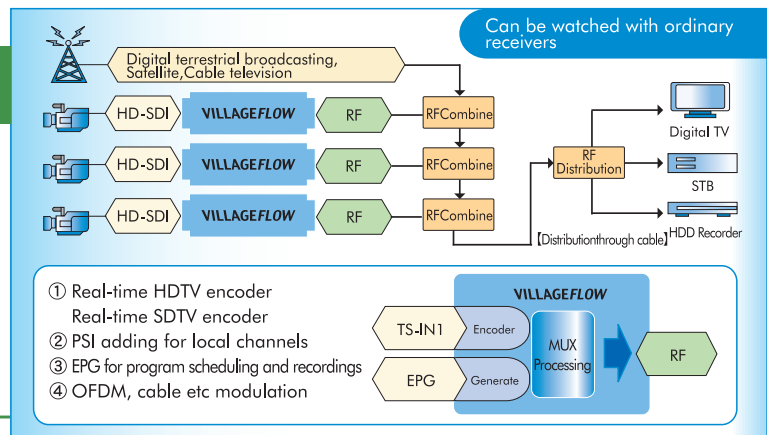 Can be watched with ordinary
receivers
Digital terrestrial broadcasting,
Satellite,Cable television
HD-SDI
VILLAGEFLOW
RF
RFCombine
HD-SDI
VILLAGEFLOW
RF
RFCombine
HD-SDI
VILLAGEFLOW
RF
RFCombine
RF
Distribution
Digital TV
STB
HDD Recorder
【Distributionthrough cable】
① Real-time HDTV encoder
Real-time SDTV encoder
② PSI adding for local channels
③ EPG for program scheduling and recordings
④ OFDM, cable etc modulation
VILLAGEFLOW
TS-IN1
Encoder
EPG
Generate
MUX
Processing
RF